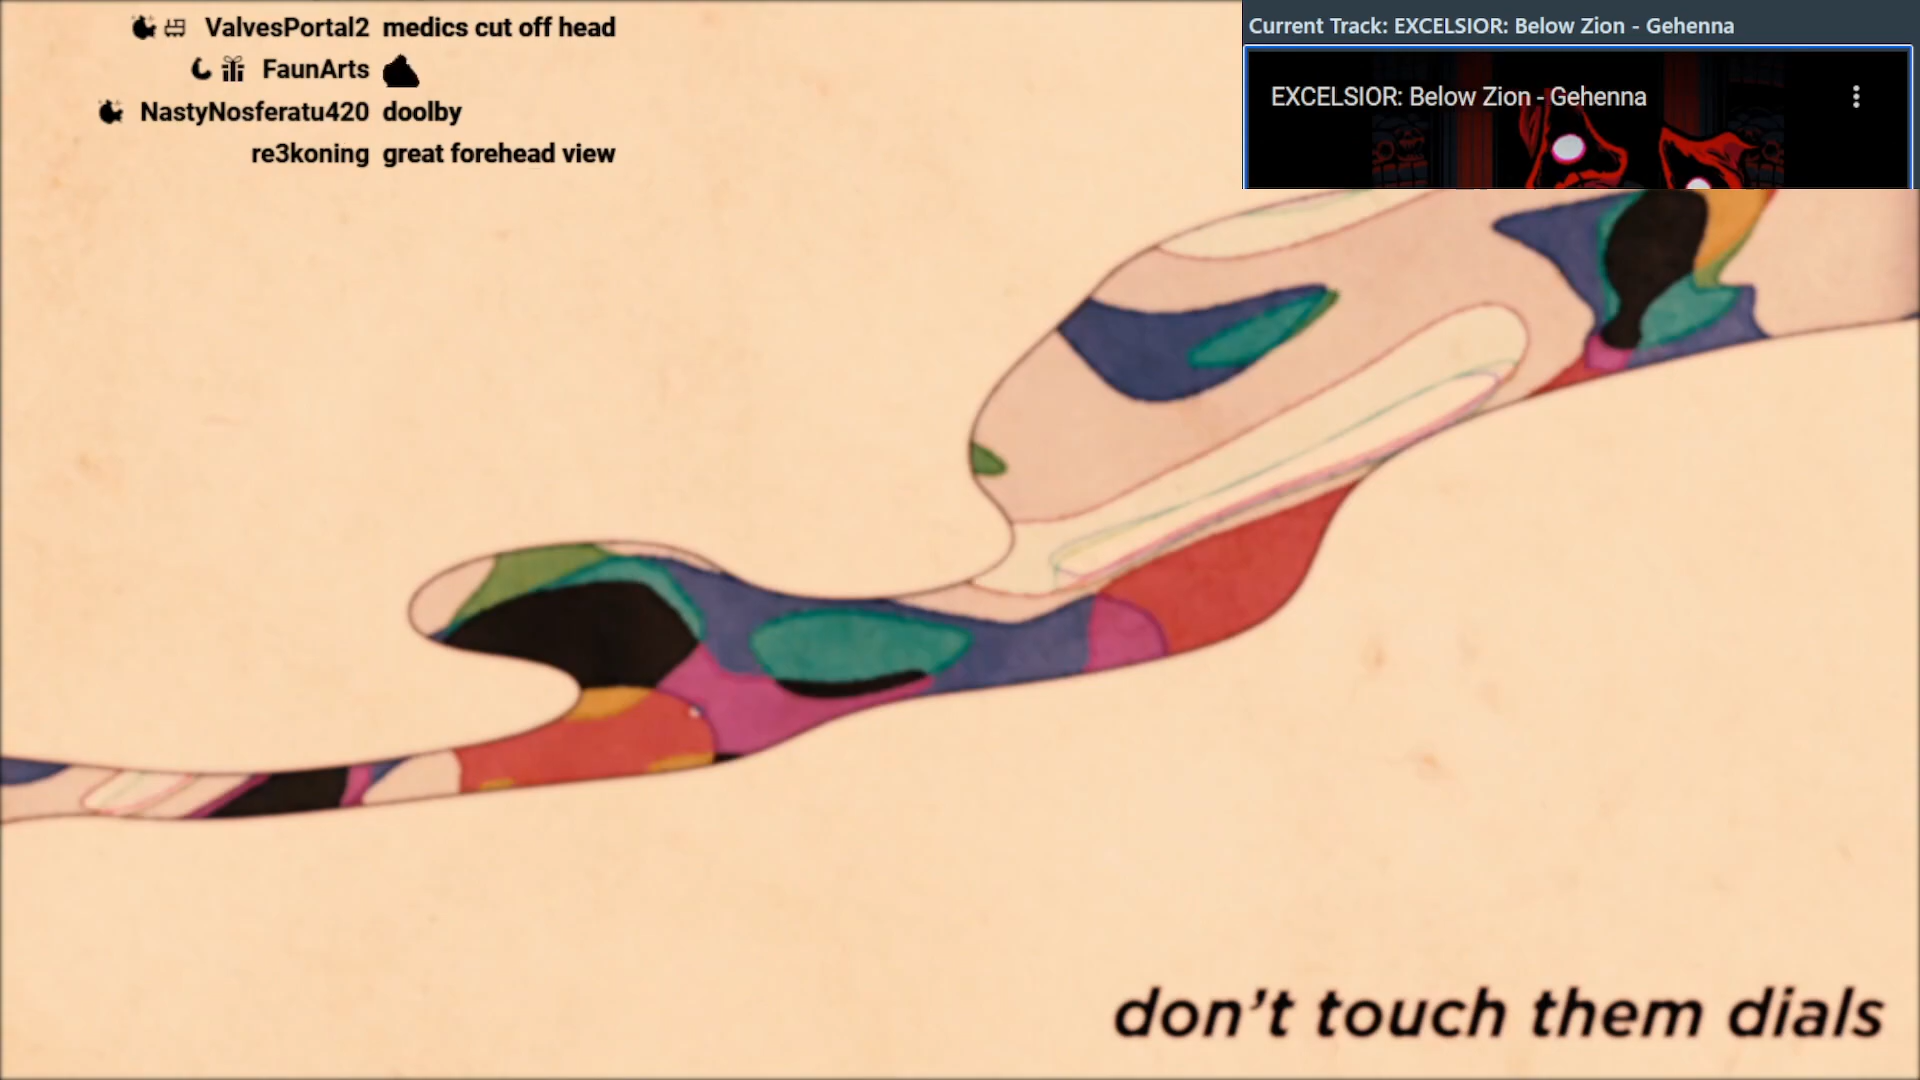 ValvesPortal2 medics cut off head
FaunArts
NastyNosferatu420 doolby
re3koning great forehead view
Current Track: EXCELSIOR: Below Zion - Gehenna
EXCELSIOR: Below Zion - Gehenna
don't touch them dials